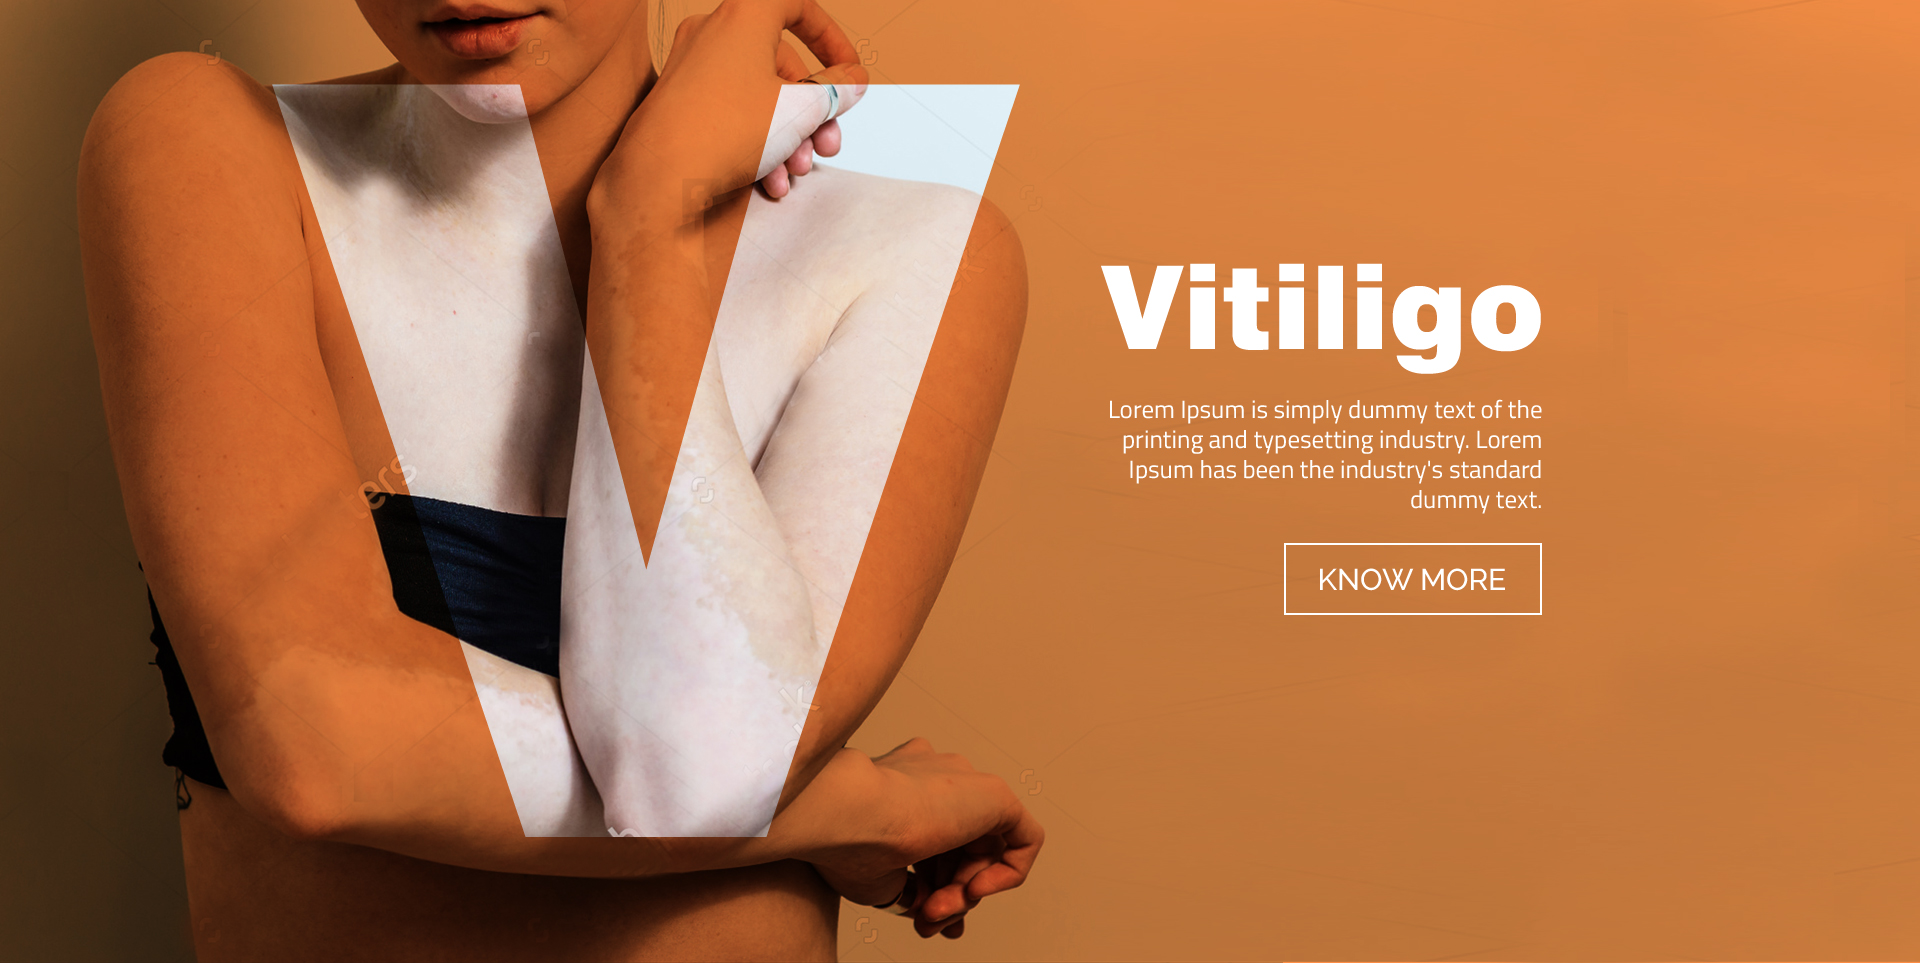 V
Vitiligo
Lorem Ipsum is simply dummy text of the
printing and typesetting industry. Lorem
Ipsum has been the industry's standard
dummy text.
KNOW MORE